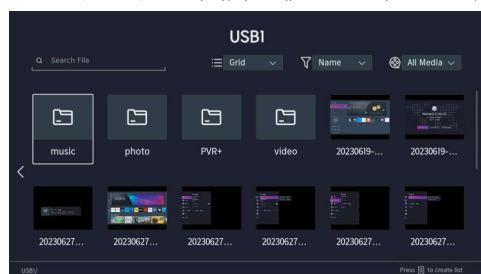 USB1
Search File
Grid
Name
All Media
music
photo
PVR+
video
20230619-...
20230619-...
20230627...
20230627...
20230627...
20230627...
20230627...
20230627...
USB1/
Press to create list